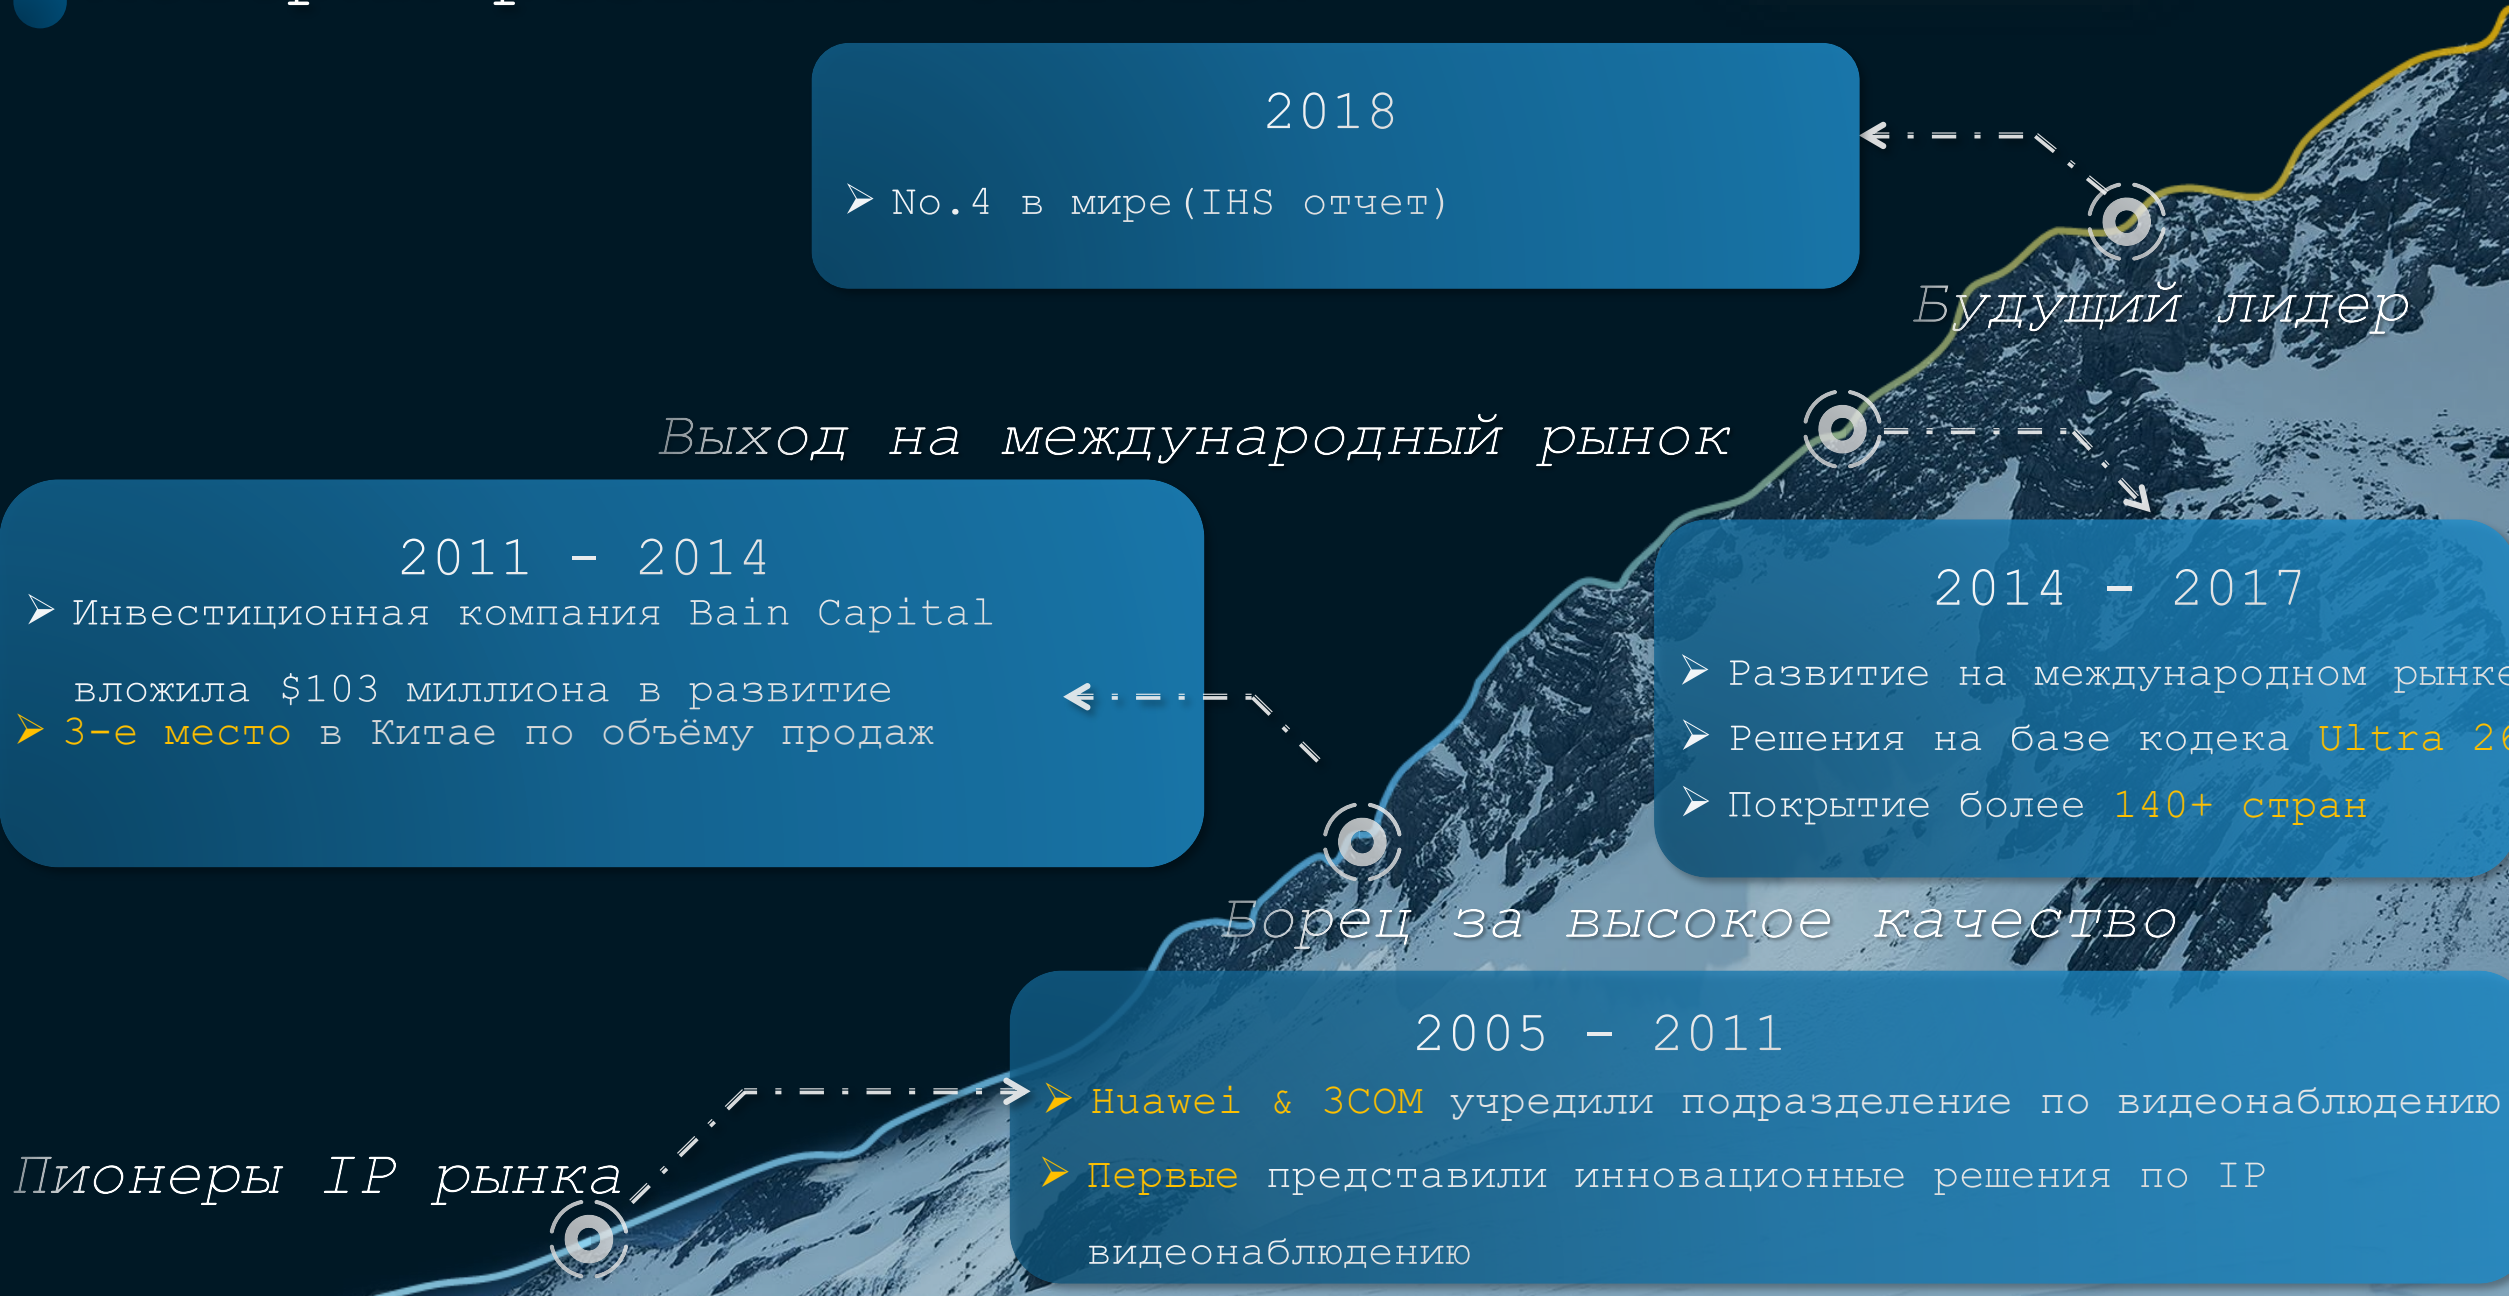 2018
No.4 в мире(IHS отчет)
Будущий лидер
Выход на международный рынок
2011 - 2014
Инвестиционная компания Bain Capital
вложила $103 миллиона в развитие
3-е место в Китае по объёму продаж
2014 - 2017
Развитие на международном рынке
Решения на базе кодека Ultra
Покрытие более 140+ стран
Борец за высокое качество
2005 - 2011
Huawei & 3COM учредили подразделение по видеонаблюдению
Первые представили инновационные решения по IP
видеонаблюдению
Пионеры IP рынка